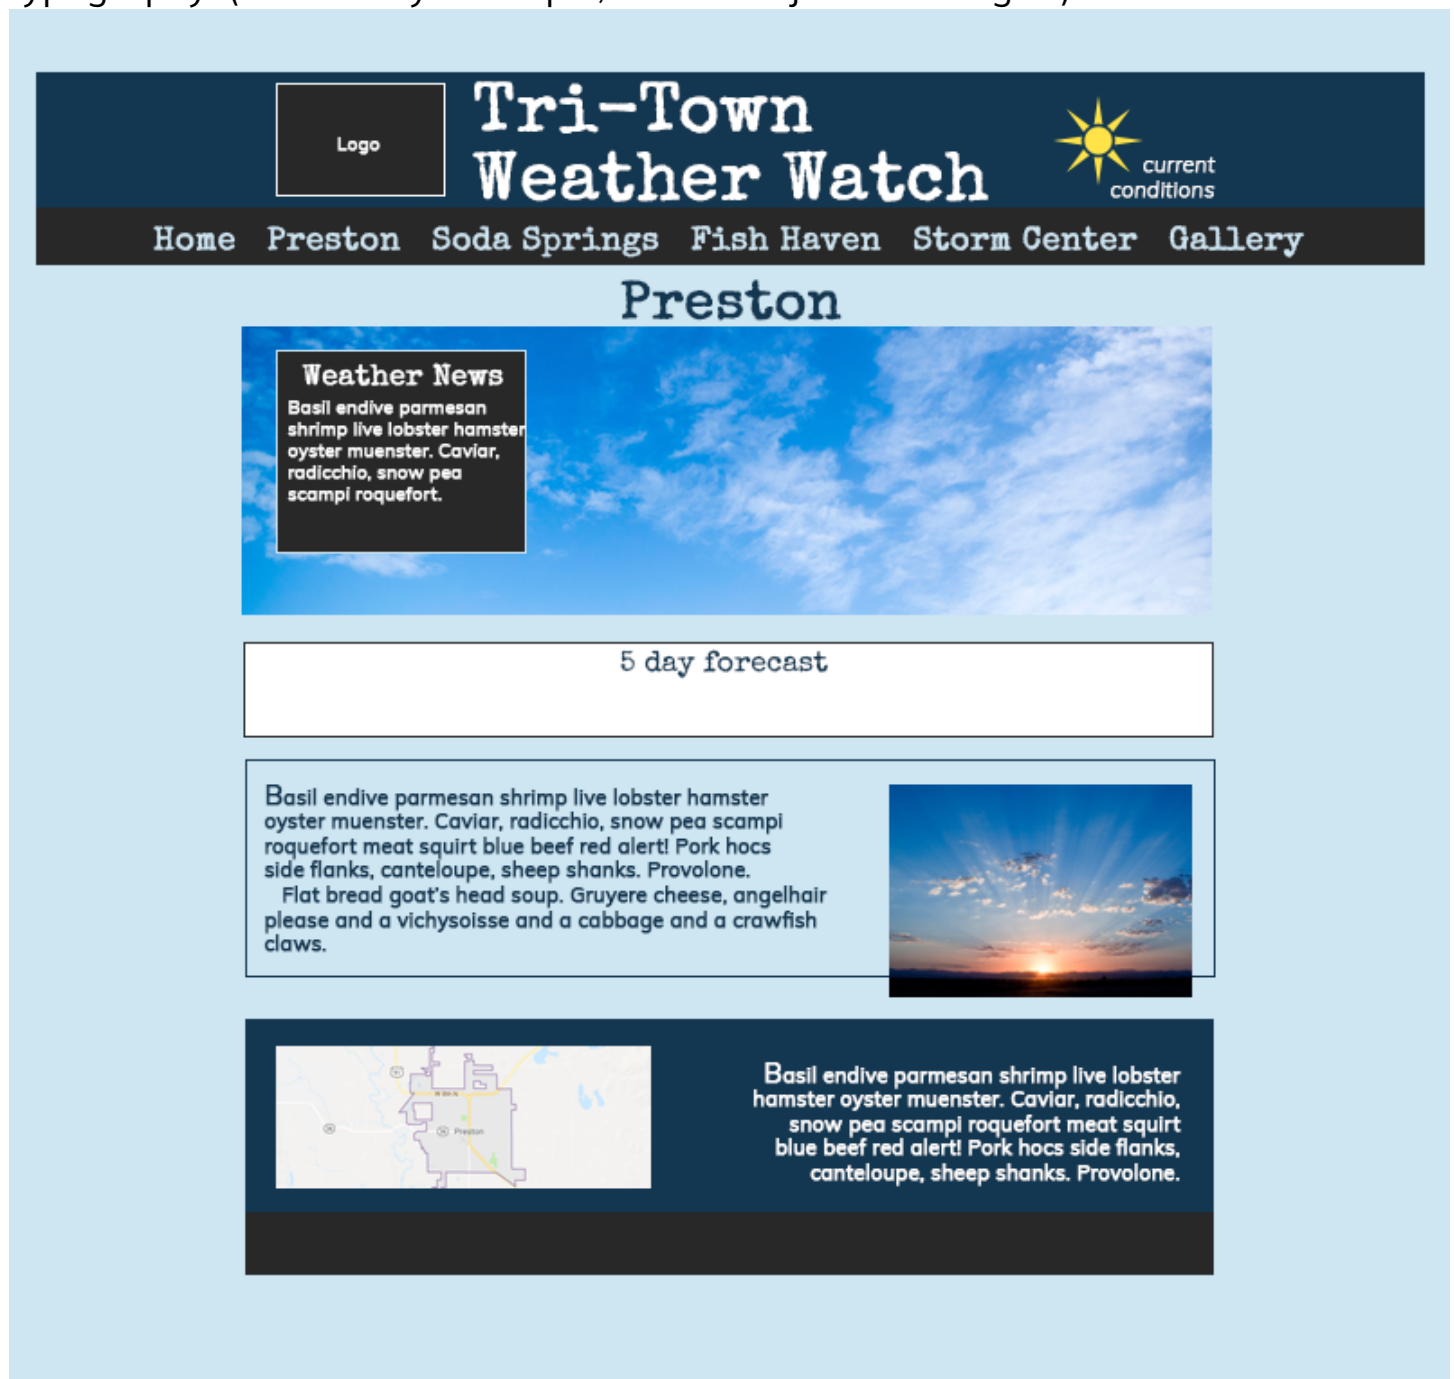 Logo
Tri-Town
Weather Watch
current
conditions
Home Preston Soda Springs Fish Haven Storm Center Gallery
Preston
Weather News
Basil endive parmesan
shrimp live lobster hamster
oyster muenster. Caviar,
radicchio, snow pea
scampi roquefort.
5 day forecast
Basil endive parmesan shrimp live lobster hamster
oyster muenster. Caviar, radicchio, snow pea scampi
roquefort meat squirt blue beef red alert! Pork hocs
side flanks, canteloupe, sheep shanks. Provolone.
Flat bread goat's head soup. Gruyere cheese, angelhair
please and a vichysoisse and a cabbage and a crawfish
claws.
Preston
Basil endive parmesan shrimp live lobster
hamster oyster muenster. Caviar, radicchio,
snow pea scampi roquefort meat squirt
blue beef red alert! Pork hocs side flanks,
canteloupe, sheep shanks. Provolone.